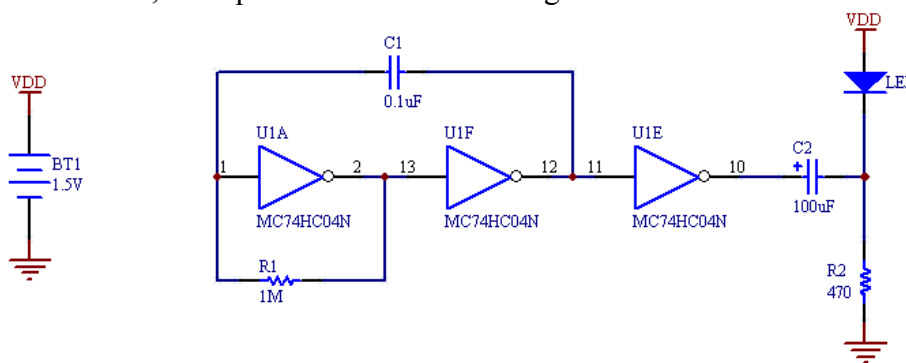 VDD
BT1
1.5V
C1
0.1uF
U1A
1
2
MC74HC04N
R1
1M
U1F
13
12
MC74HC04N
U1E
11
10
MC74HC04N
C2
+
100uF
VDD
R2
470